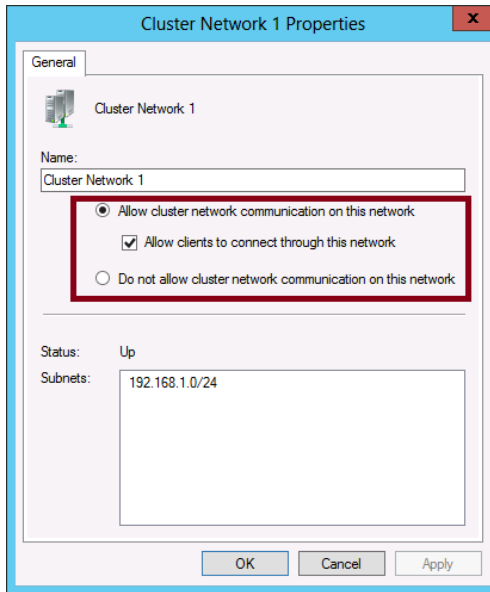 Cluster Network 1 Properties
x
General
Cluster Network 1
Name:
Cluster Network 1
Allow cluster network communication on this network
Allow clients to connect through this network
Do not allow cluster network communication on this network
Status: Up
Subnets: 192.168.1.0/24
OK Cancel Apply